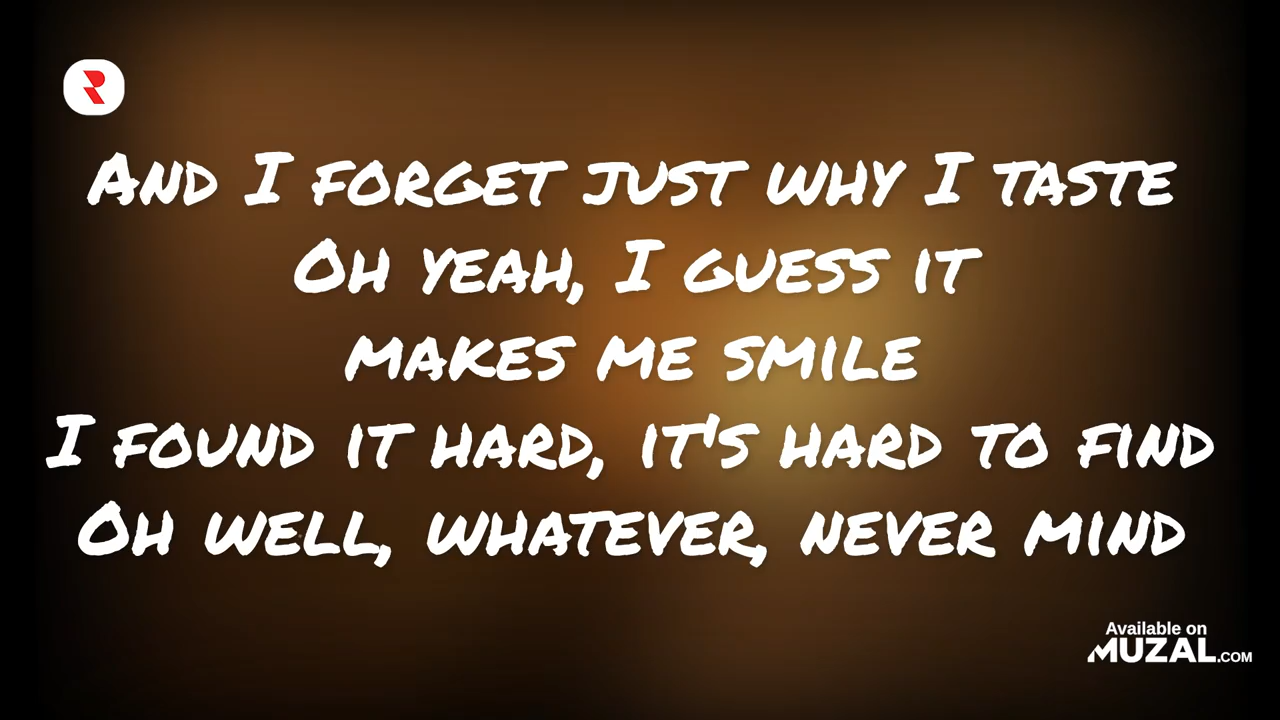 And I forget just why I taste
Oh yeah, I guess it
makes me smile
I found it hard, it's hard to find
Oh well, whatever, never mind
Available on
MUZAL.COM